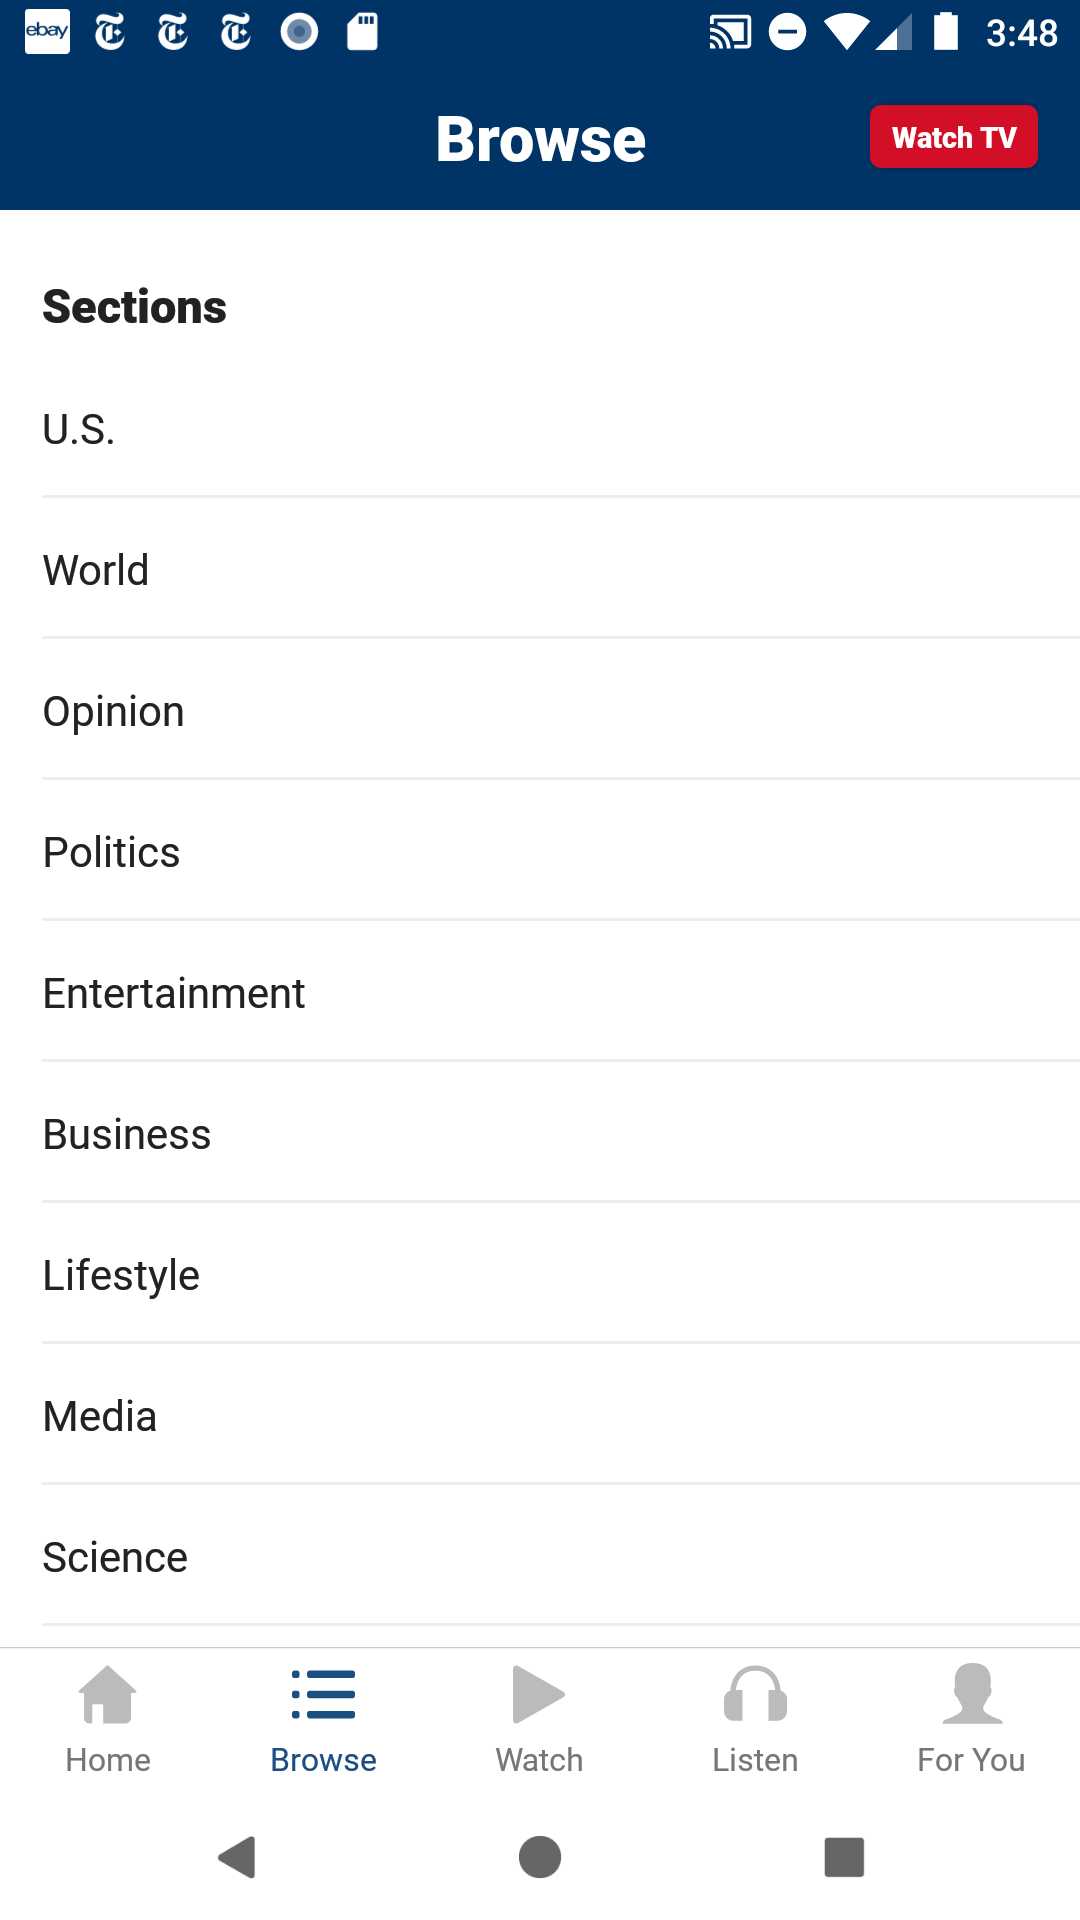 ebay 3:48
Browse
Watch TV
Sections
U.S.
World
Opinion
Politics
Entertainment
Business
Lifestyle
Media
Science
Home Browse Watch Listen For You